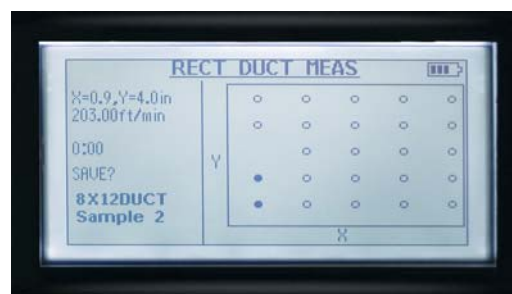 RECT DUCT MEAS
X=0.9,Y=4.0in
203.00ft/min
0:00
SAVE?
8X12DUCT
Sample 2
Y
X